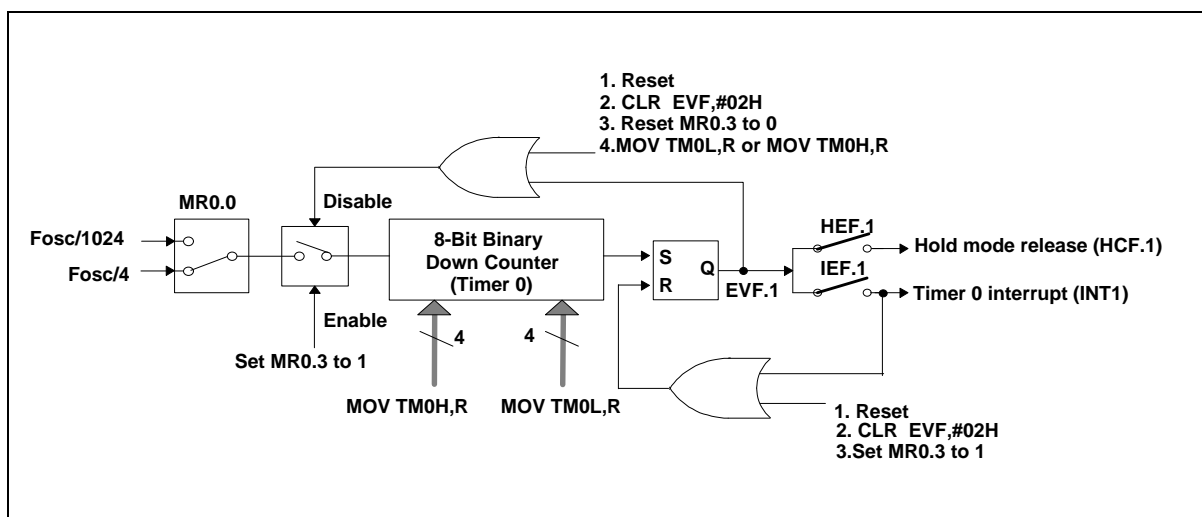 1. Reset
2. CLR EVF,#02H
3. Reset MR0.3 to 0
4.MOV TM0L,R or MOV TM0H,R
MR0.0
Disable
Fosc/1024
Fosc/4
8-Bit Binary
Down Counter
(Timer 0)
S
R
Q
EVF.1
HEF.1
Hold mode release (HCF.1)
IEF.1
Timer 0 interrupt (INT1)
Enable
Set MR0.3 to 1
4
4
MOV TM0H,R
MOV TM0L,R
1. Reset
2. CLR EVF,#02H
3.Set MR0.3 to 1